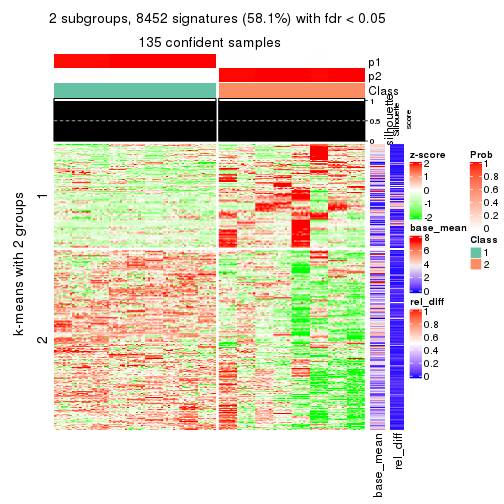 2 subgroups, 8452 signatures (58.1%) with fdr < 0.05
135 confident samples
p1
p2
Class
1
0.5
0
silhouette
Silhouette
score
k-means with 2 groups
1
2
base_mean
rel_diff
z-score
2
1
0
-1
-2
base_mean
8
6
4
2
0
rel_diff
1
0.8
0.6
0.4
0.2
0
Prob
1
0.8
0.6
0.4
0.2
0
Class
1
2